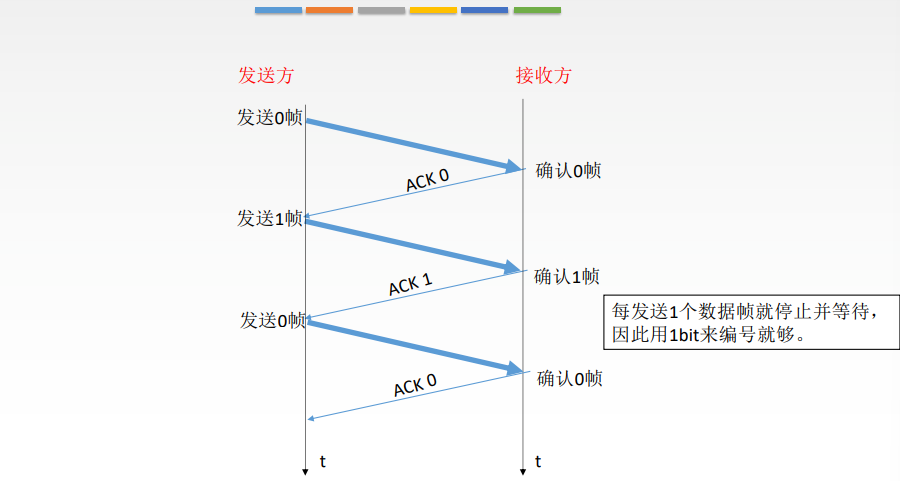 发送方
接收方
发送0帧
确认0帧
ACK 0
发送1帧
确认1帧
ACK 1
每发送1个数据帧就停止并等待，
因此用1bit来编号就够。
发送0帧
确认0帧
ACK 0
t
t